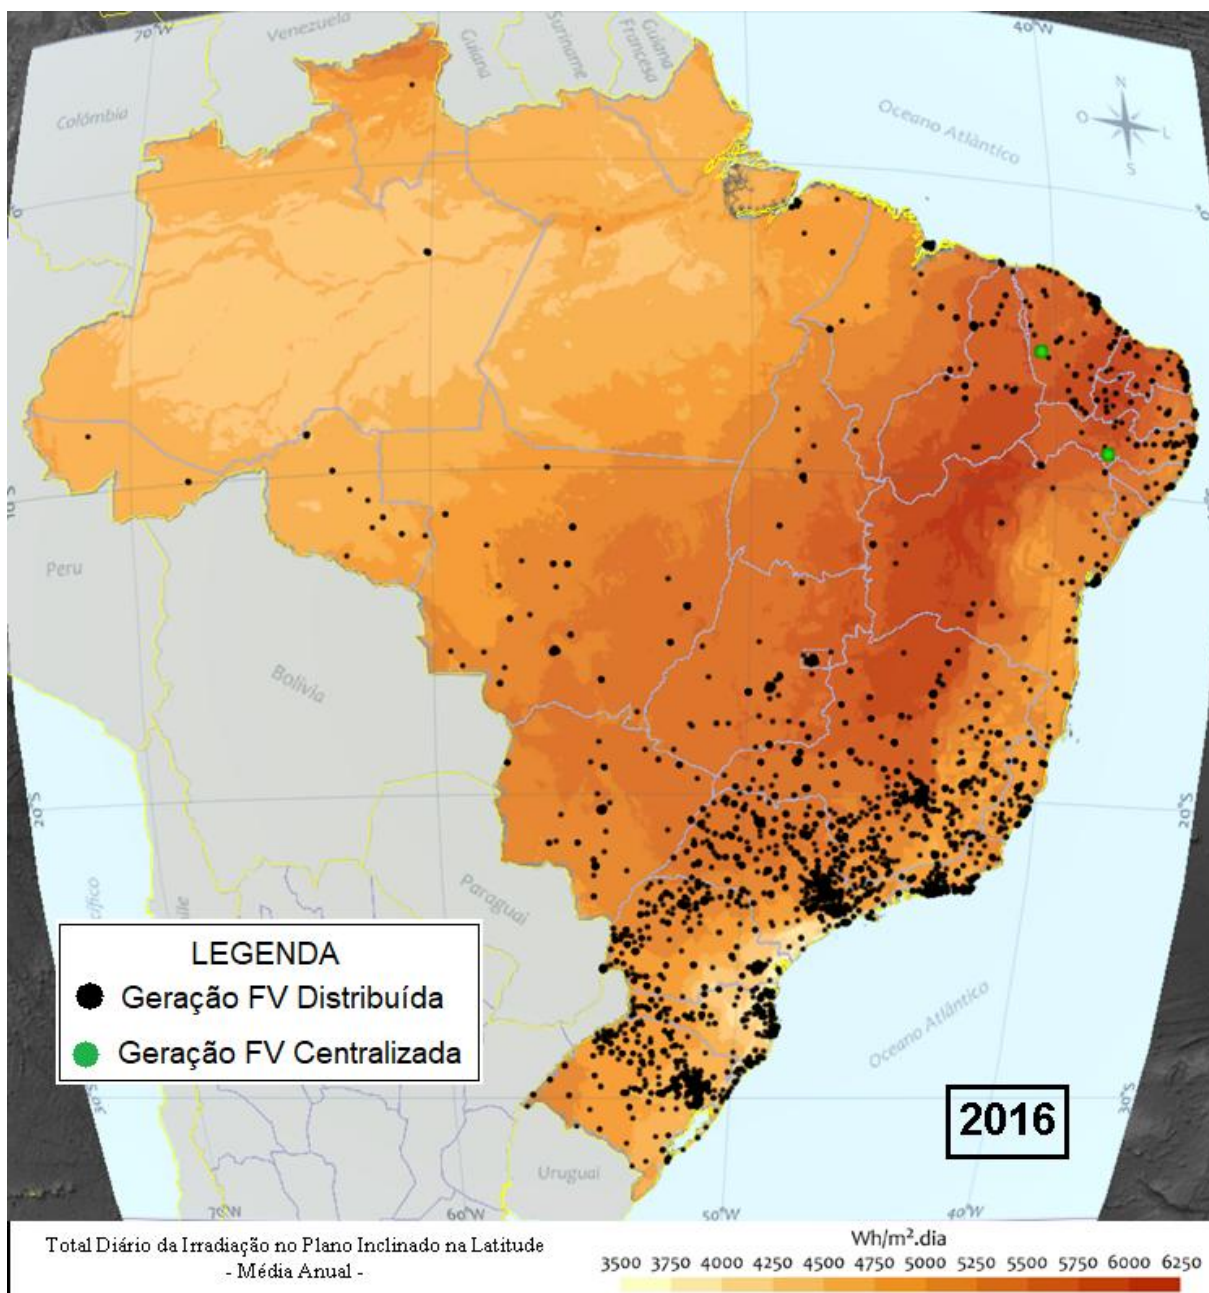 70°W
40°W
Venezuela
Guiana
Suriname
Guiana
Francesa
Colômbia
Oceano Atlântico
N
O
L
S
0°
Peru
Bolívia
20°S
20°S
Paraguai
LEGENDA
Geração FV Distribuída
Geração FV Centralizada
Oceano Atlântico
30°S
2016
Uruguai
70°W
60°W
50°W
40°W
Total Diário da Irradiação no Plano Inclinado na Latitude
- Média Anual -
Wh/m².dia
3500 3750 4000 4250 4500 4750 5000 5250 5500 5750 6000 6250